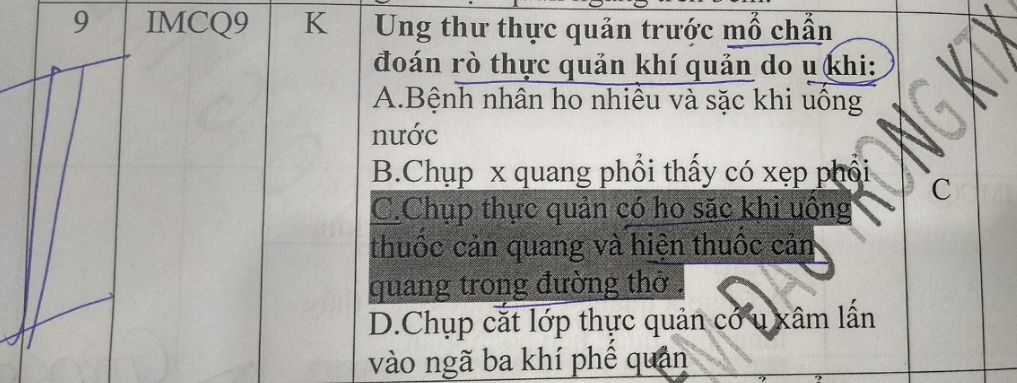 9 IMCQ9 K Ung thư thực quản trước mổ chẩn
đoán rò thực quản khí quản do u khi:
A.Bệnh nhân ho nhiều và sặc khi uống
nước
B.Chụp x quang phổi thấy có xẹp phổi
C.Chụp thực quản có ho sặc khi uống
thuốc cản quang và hiện thuốc cản
quang trong đường thở .
D.Chụp cắt lớp thực quản có u xâm lấn
vào ngã ba khí phế quản
C
ĐAO TRONG KTX